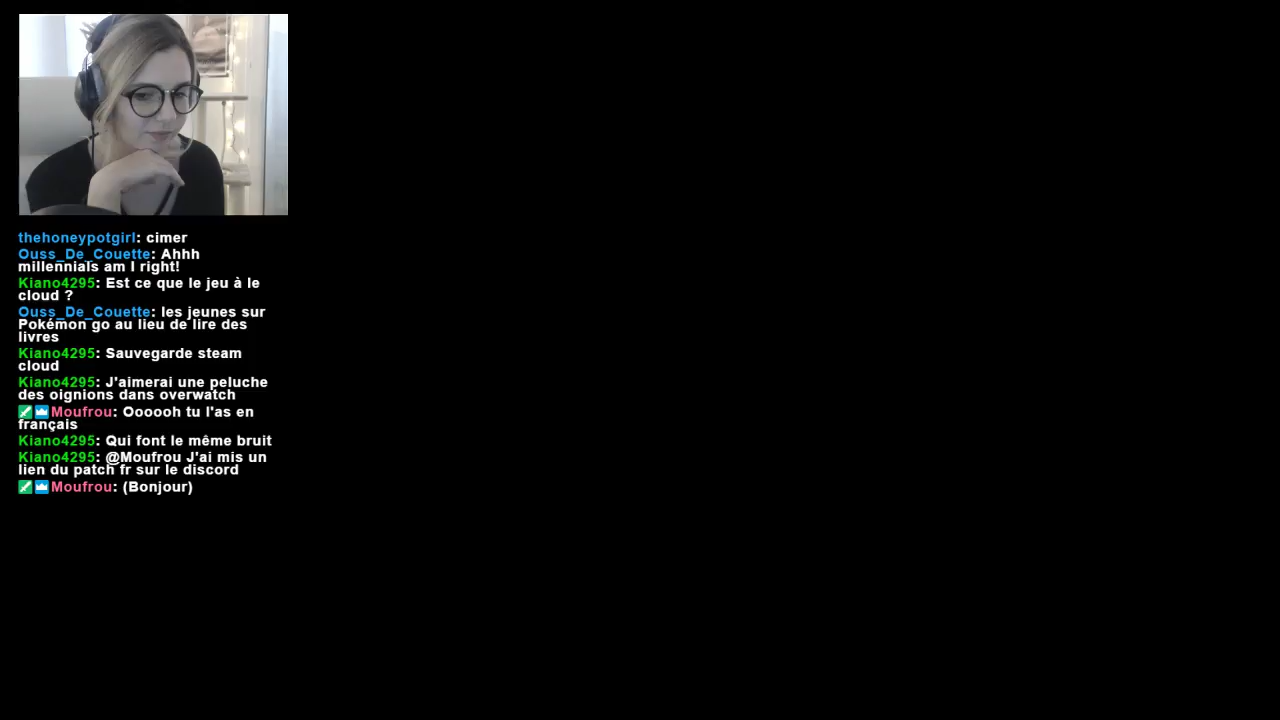 thehoneypotgirl: cimer
Ouss_De_Couette: Ahhh
millennials am I right!
Kiano4295: Est ce que le jeu à le
cloud ?
Ouss_De_Couette: les jeunes sur
Pokémon go au lieu de lire des
livres
Kiano4295: Sauvegarde steam
cloud
Kiano4295: J'aimerai une peluche
des oignions dans overwatch
Moufrou: Oooooh tu l'as en
français
Kiano4295: Qui font le même bruit
Kiano4295: @Moufrou J'ai mis un
lien du patch fr sur le discord
Moufrou: (Bonjour)